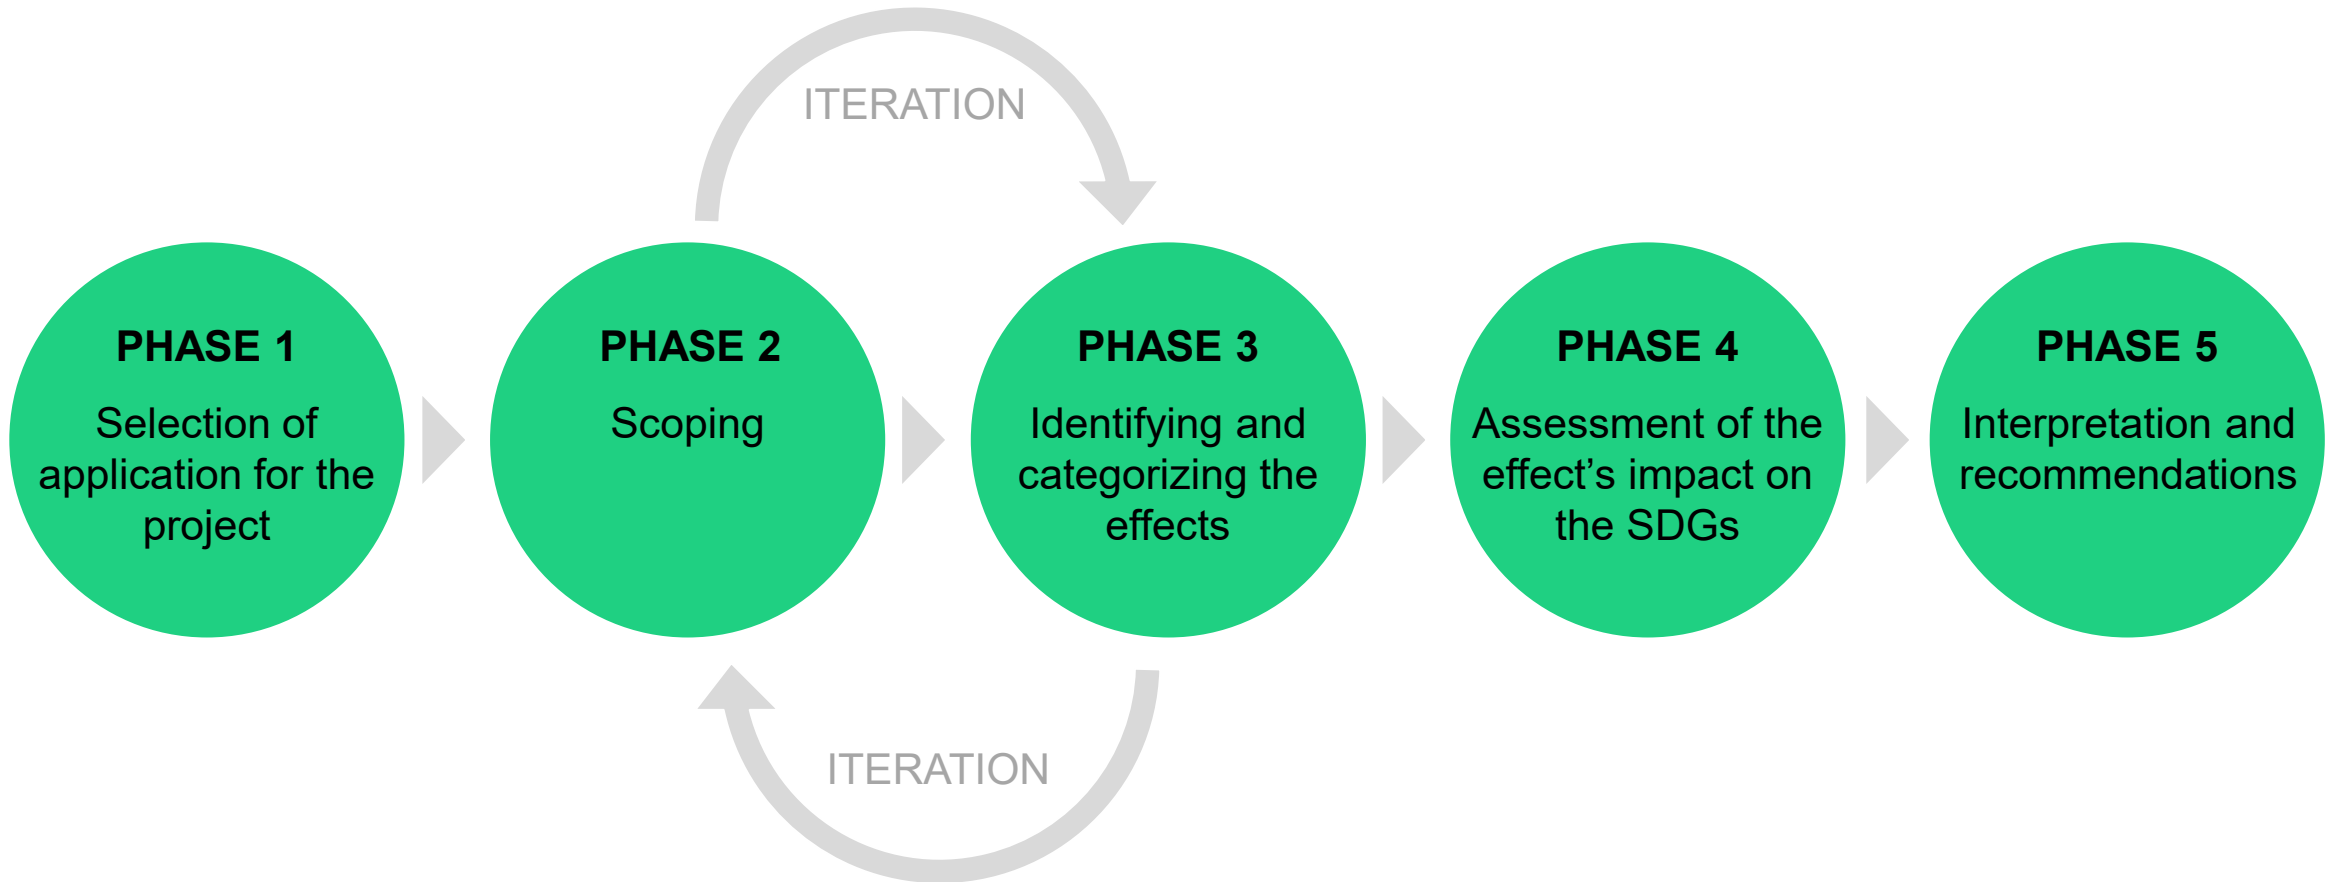 ITERATION
PHASE 1
Selection of
application for the
project
PHASE 2
Scoping
PHASE 3
Identifying and
categorizing the
effects
PHASE 4
Assessment of the
effect’s impact on
the SDGs
PHASE 5
Interpretation and
recommendations
ITERATION